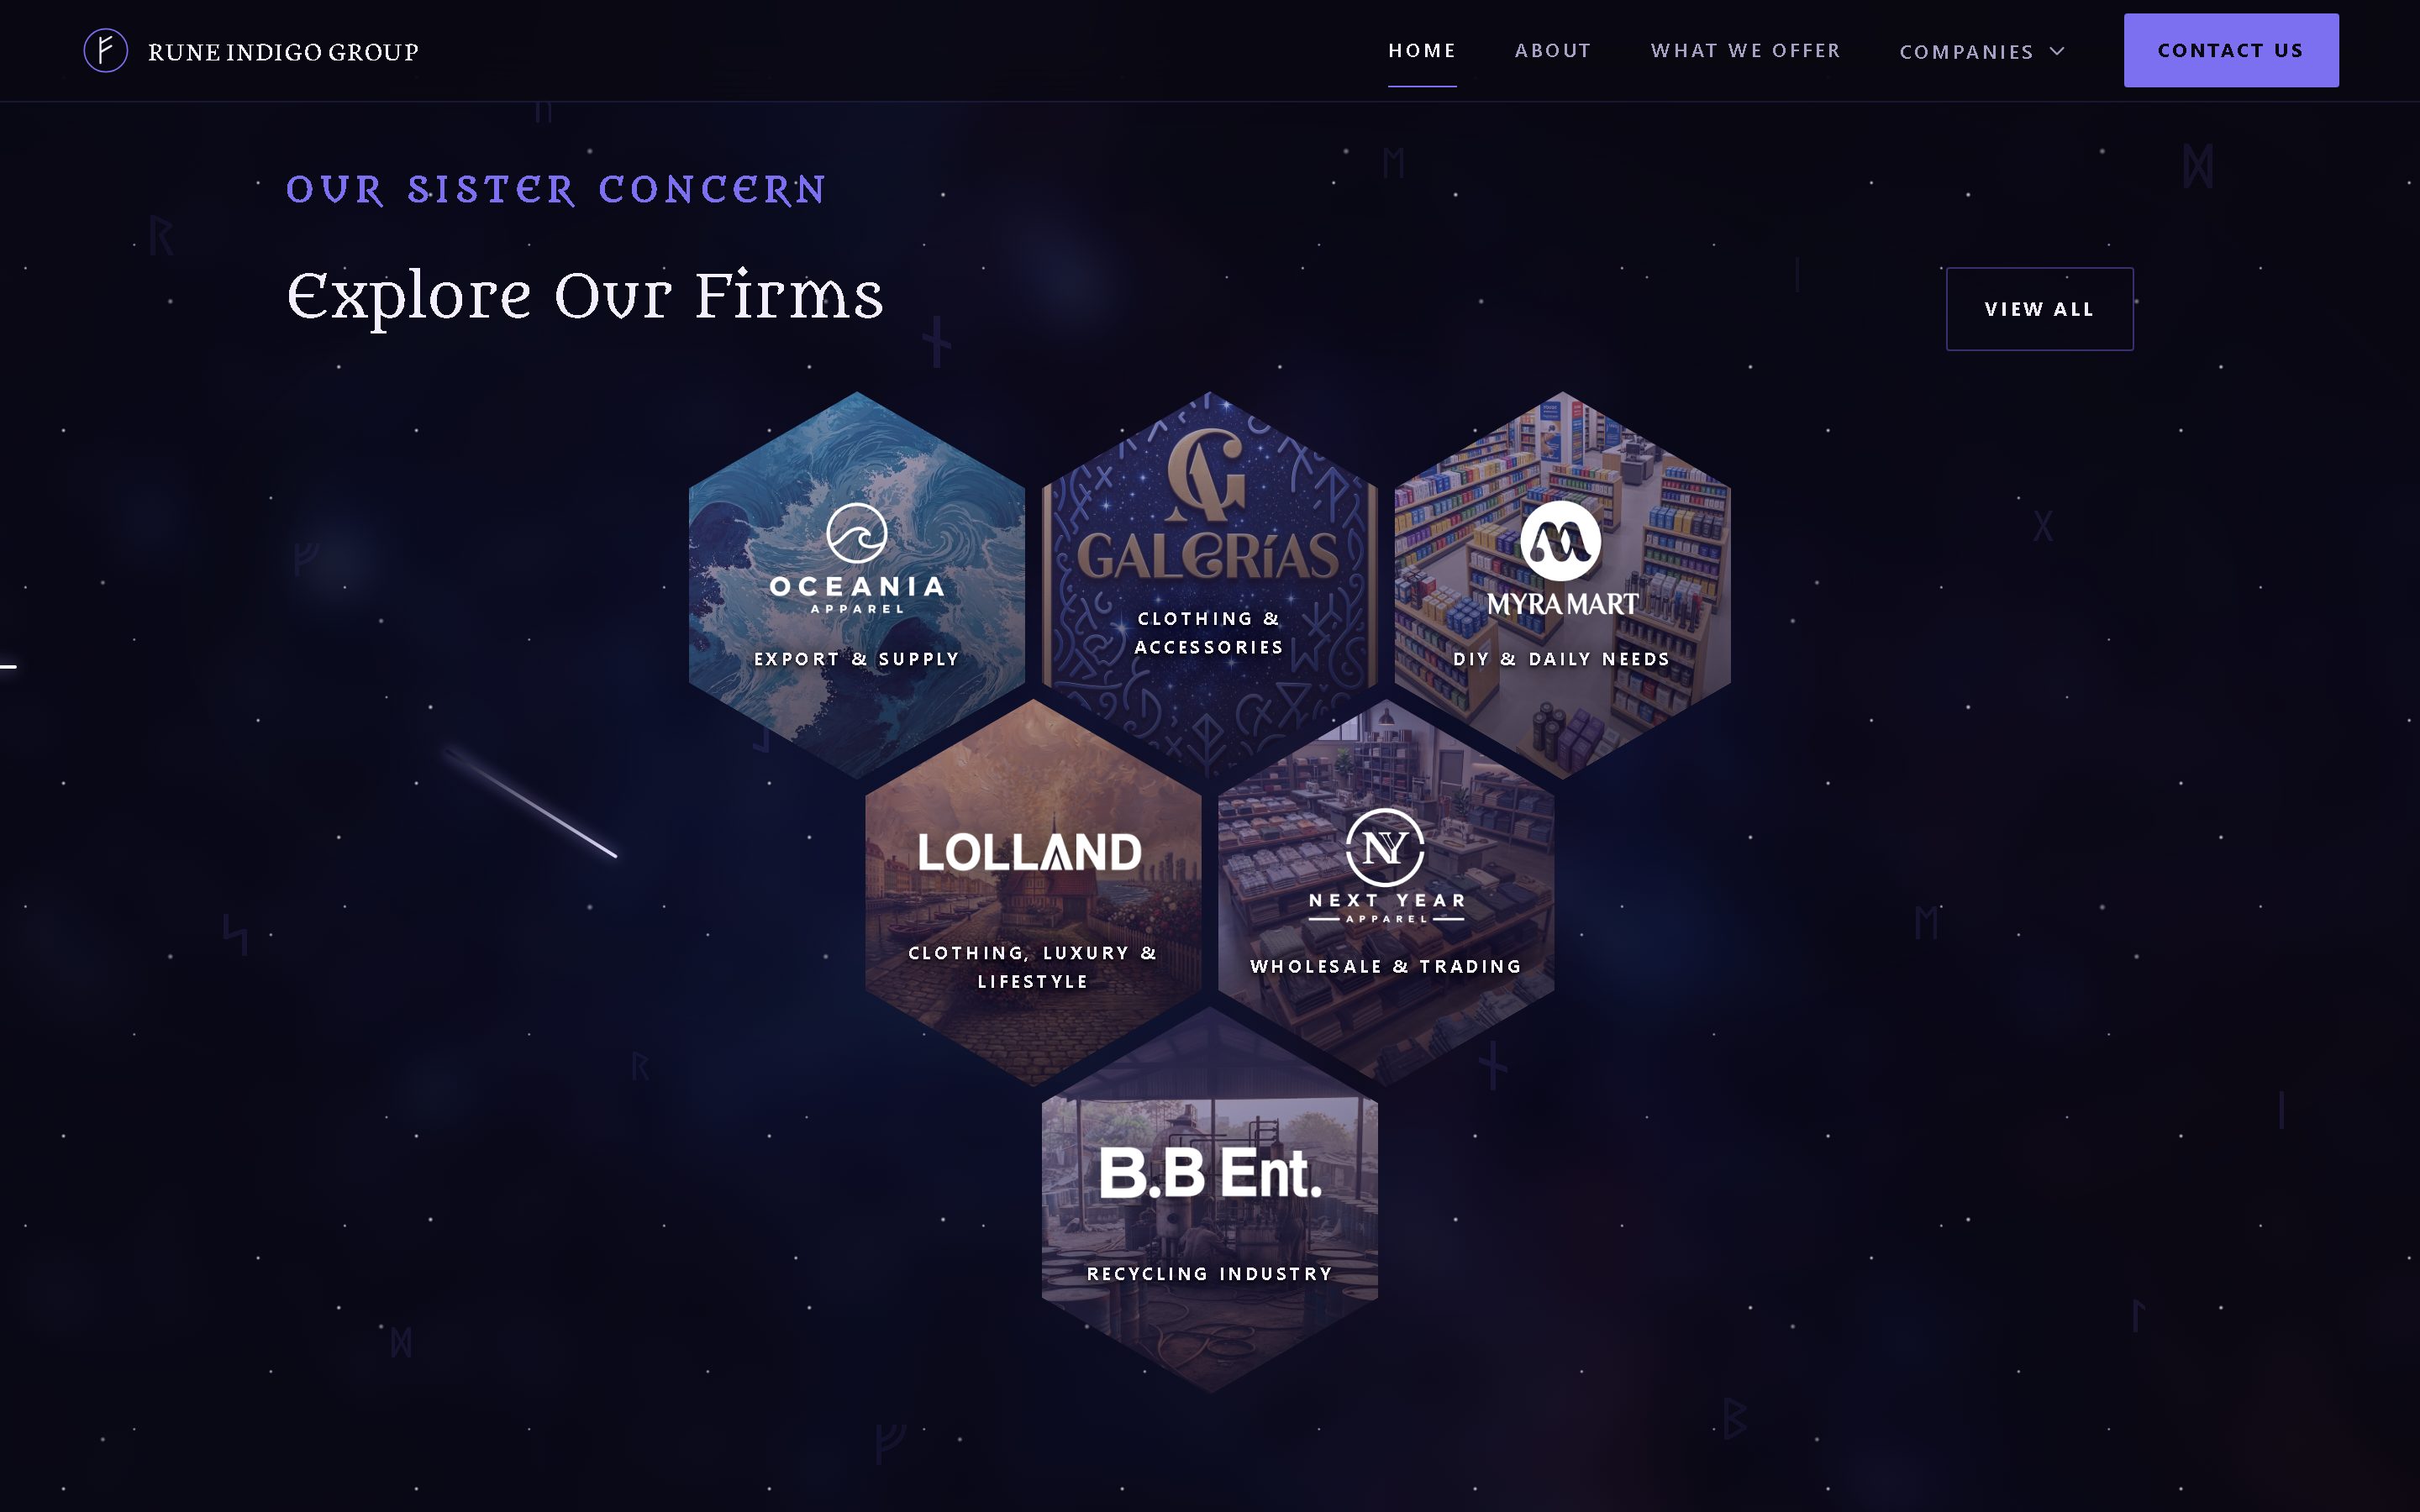 RUNE INDIGO GROUP
HOME
ABOUT
WHAT WE OFFER
COMPANIES
CONTACT US
OUR SISTER CONCERN
Explore Our Firms
VIEW ALL
OCEANIA
APPAREL
EXPORT & SUPPLY
GALERíAS
CLOTHING &
ACCESSORIES
MYRA MART
DIY & DAILY NEEDS
LOLLAND
CLOTHING, LUXURY &
LIFESTYLE
NY
NEXT YEAR
APPAREL
WHOLESALE & TRADING
B.B Ent.
RECYCLING INDUSTRY